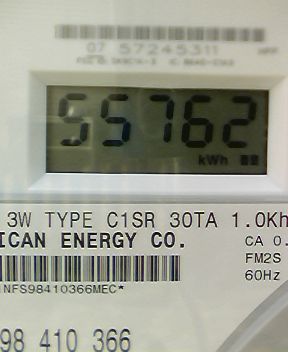 07 57245311
55762
kWh
3W TYPE C1SR 30TA 1.0Kh
ICAN ENERGY CO.
CA 0.
FM2S
60Hz
NFS98410366MEC*
98 410 366